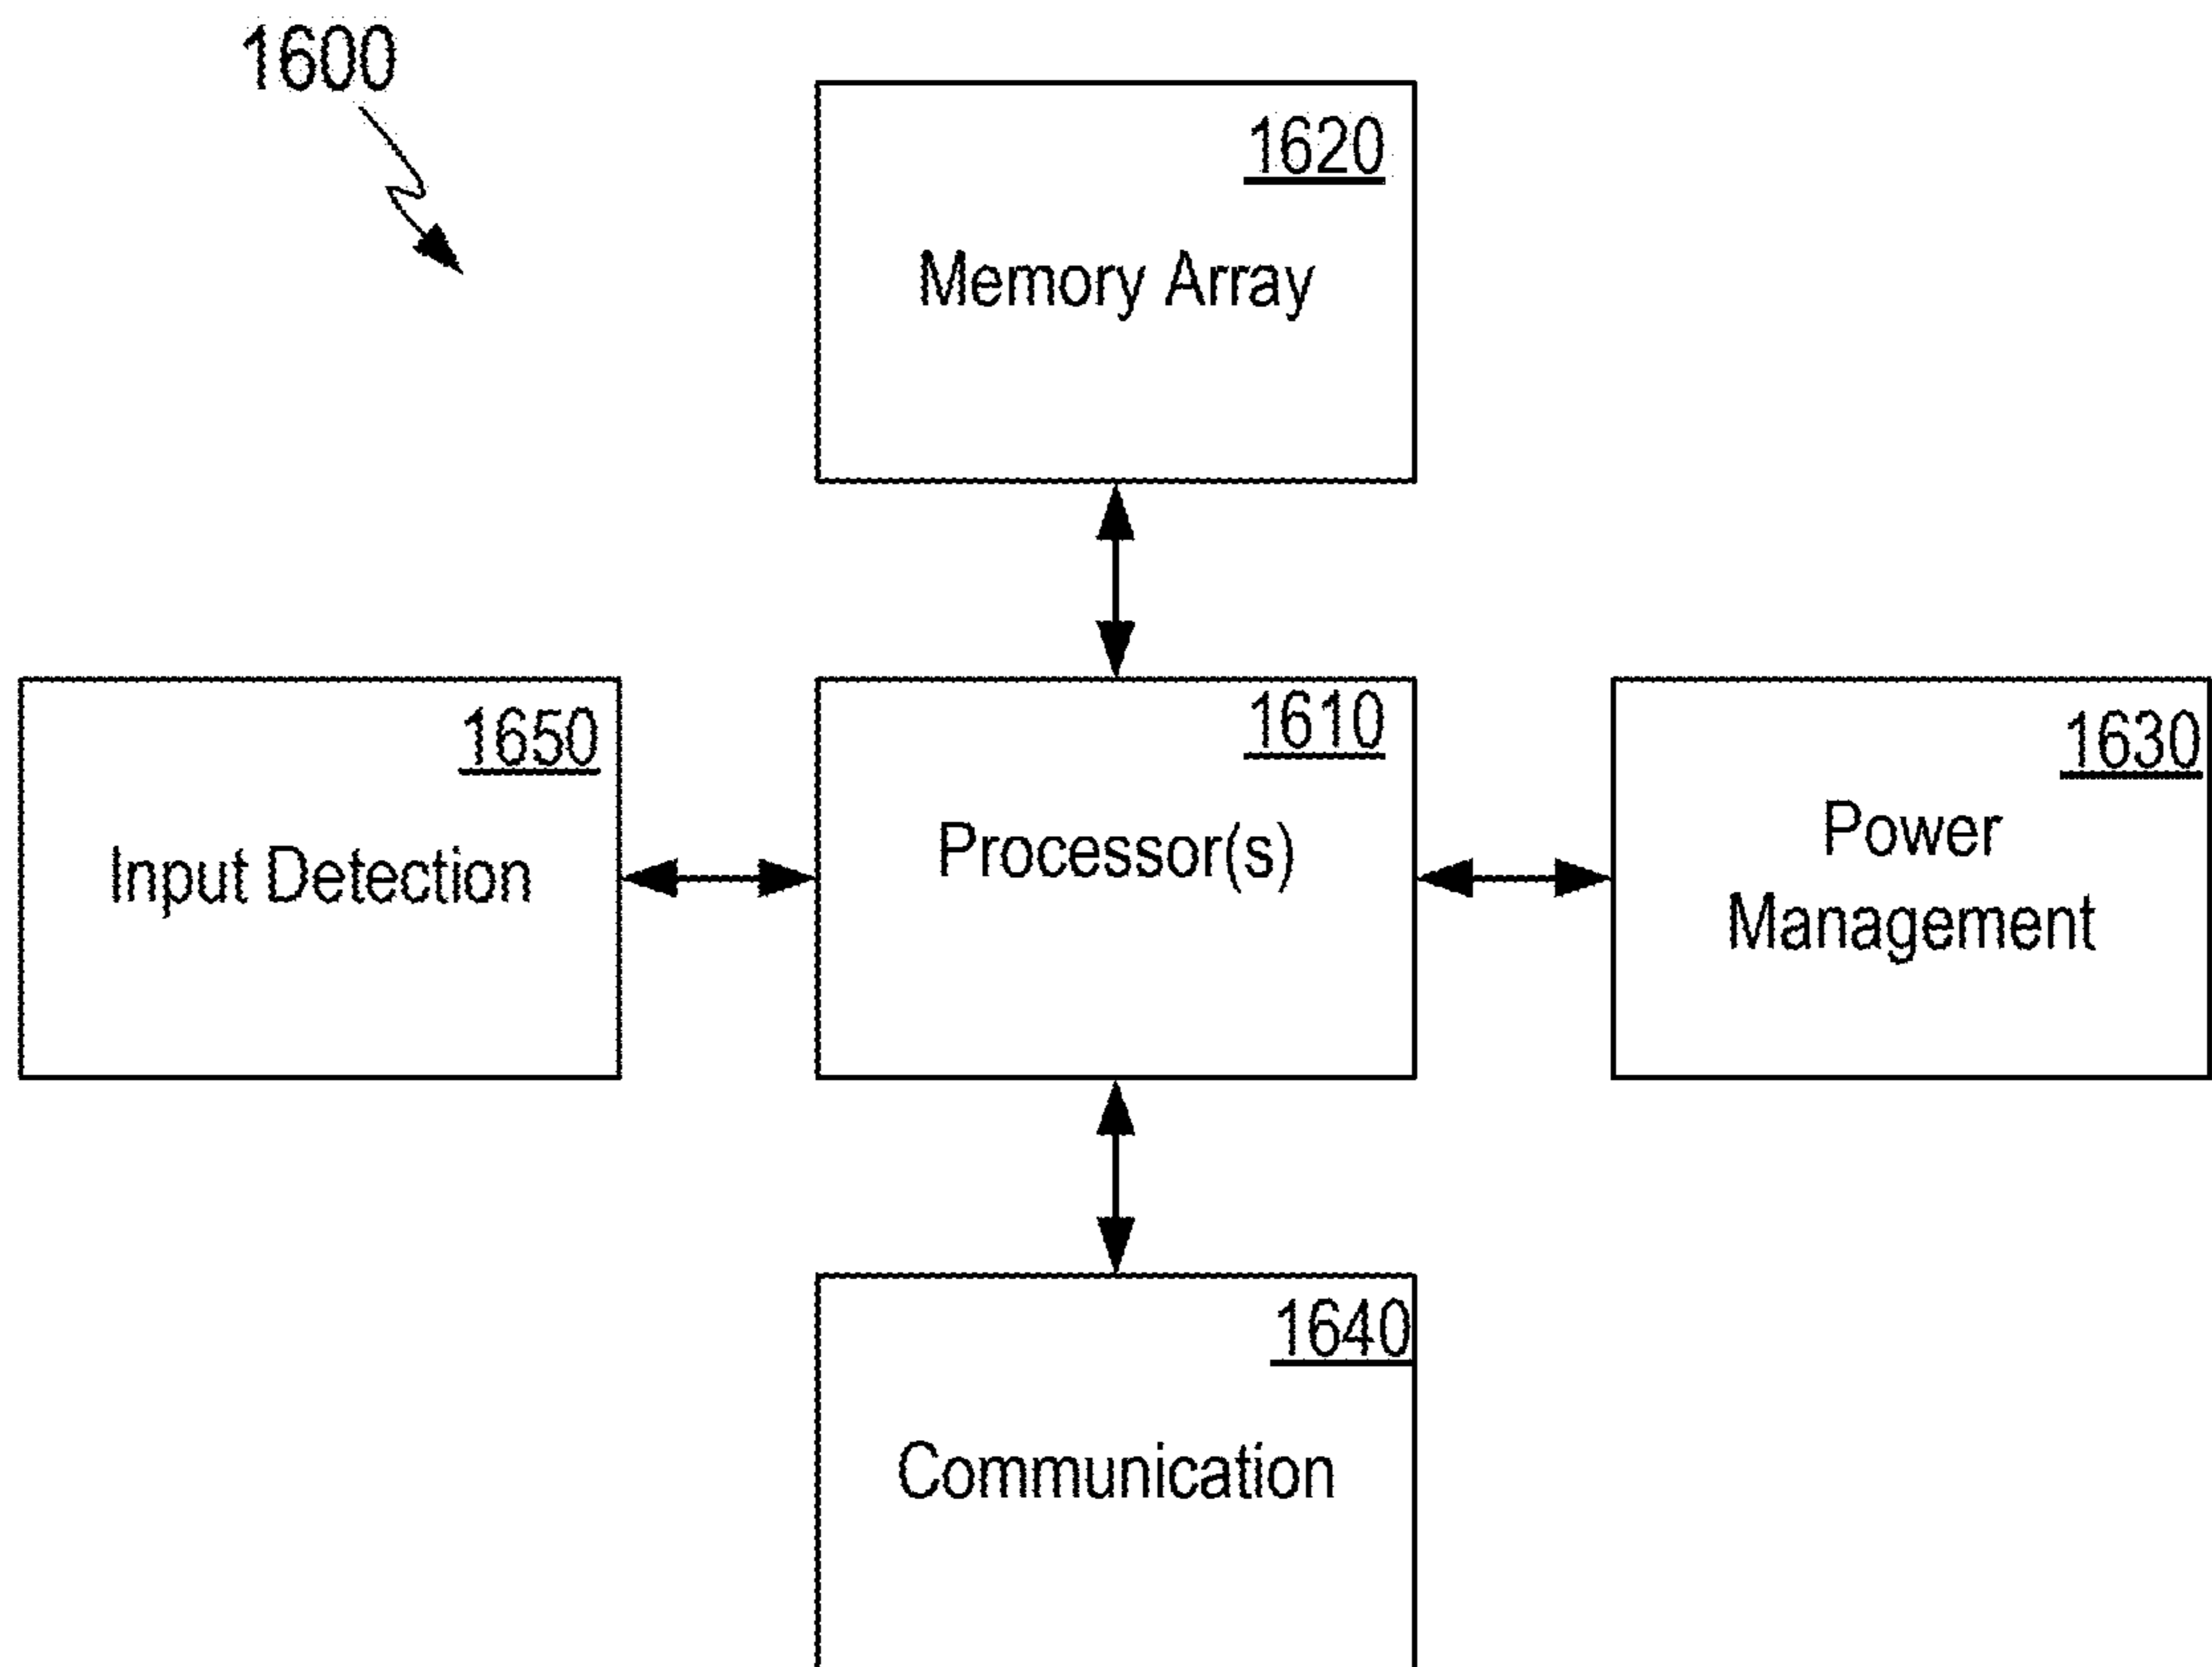 1600
1620
Memory Array
1650
Input Detection
1610
Processor(s)
1630
Power
Management
1640
Communication